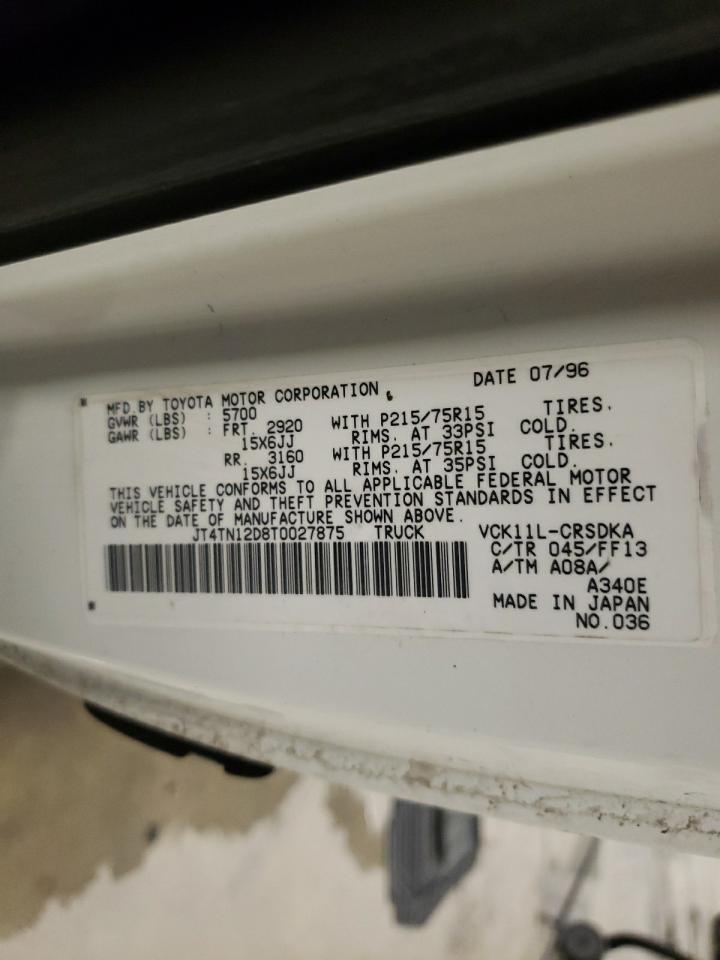 MFD.BY TOYOTA MOTOR CORPORATION DATE 07/96
GVWR (LBS) : 5700
GAWR (LBS) : FRT. 2920 WITH P215/75R15 TIRES.
15X6JJ RIMS. AT 33PSI COLD.
RR. 3160 WITH P215/75R15 TIRES.
15X6JJ RIMS. AT 35PSI COLD.
THIS VEHICLE CONFORMS TO ALL APPLICABLE FEDERAL MOTOR
VEHICLE SAFETY AND THEFT PREVENTION STANDARDS IN EFFECT
ON THE DATE OF MANUFACTURE SHOWN ABOVE.
JT4TN12D8T0027875 TRUCK VCK11L-CRSDKA
C/TR 045/FF13
A/TM A08A/
A340E
MADE IN JAPAN
NO.036